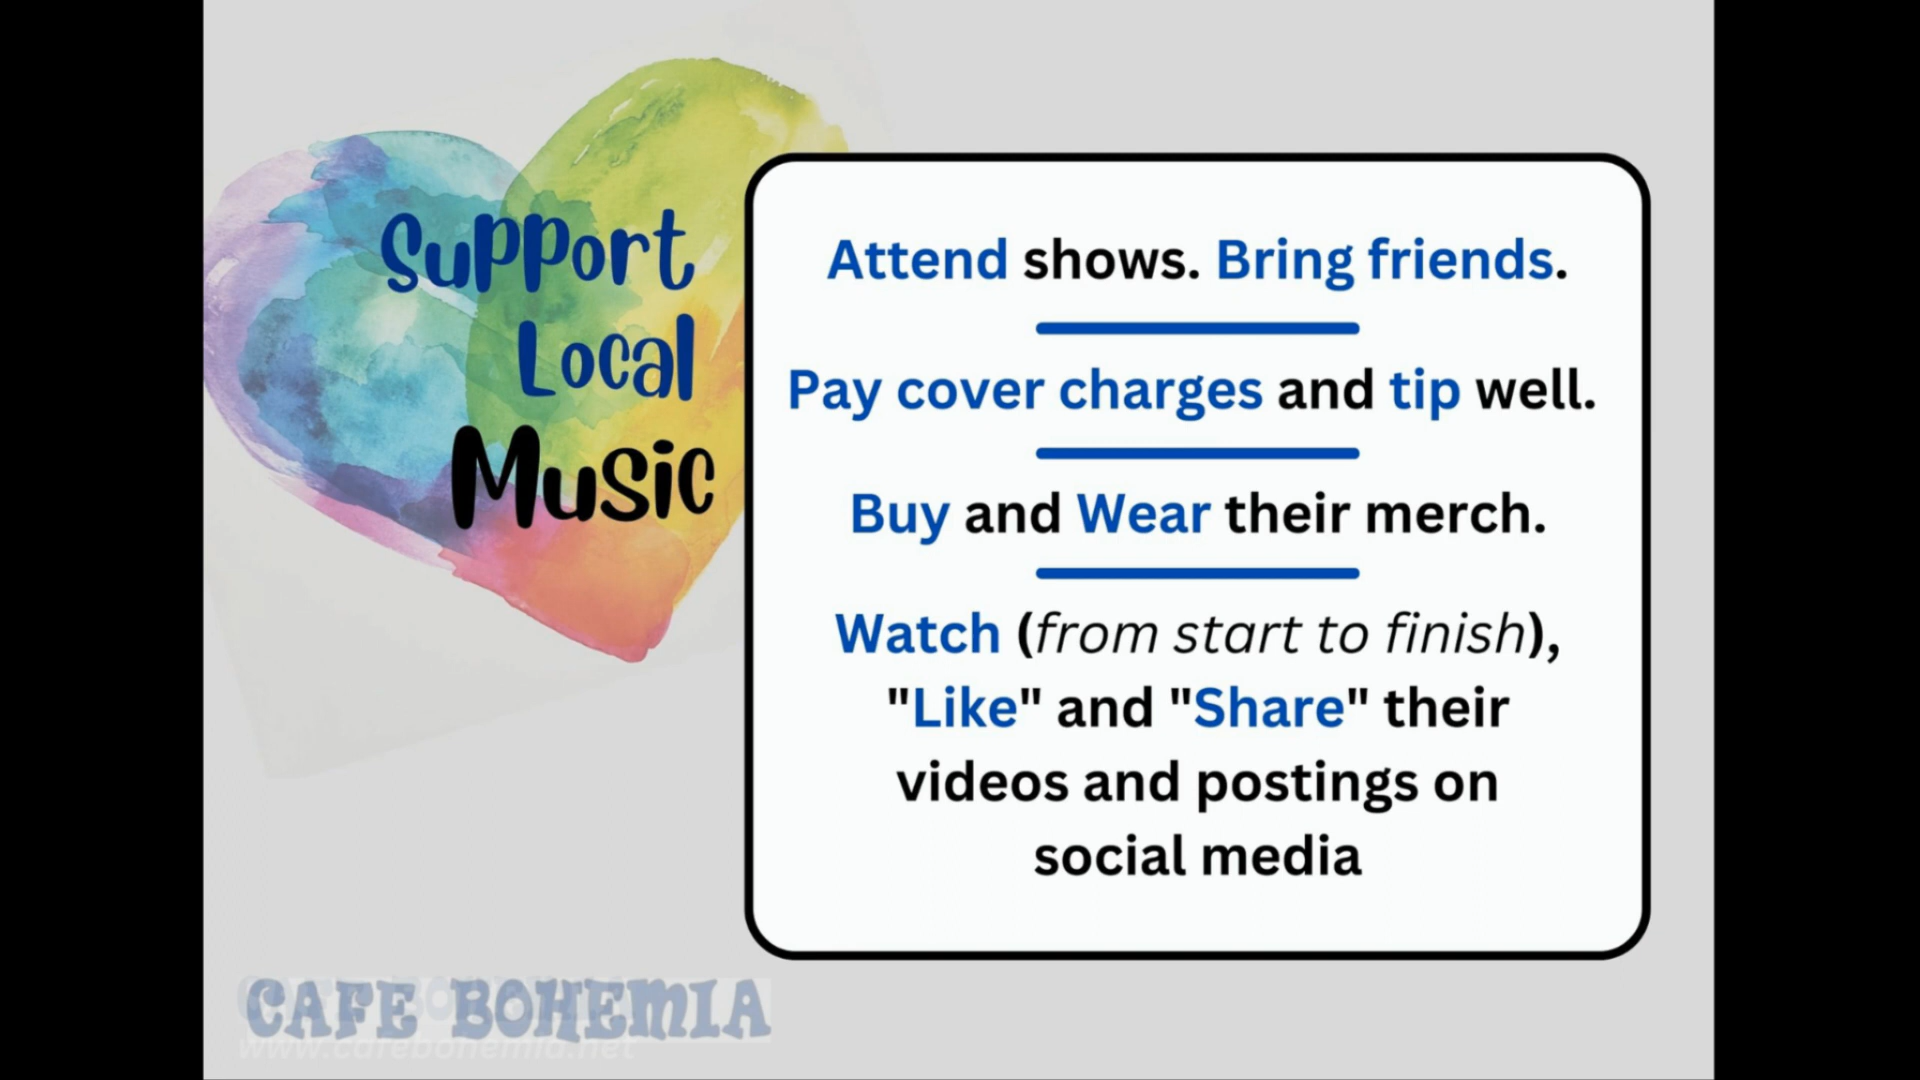 Support
Local
Music
Attend shows. Bring friends.
Pay cover charges and tip well.
Buy and Wear their merch.
Watch (from start to finish),
"Like" and "Share" their
videos and postings on
social media
CAFE BOHEMIA
www.cafebohemia.net